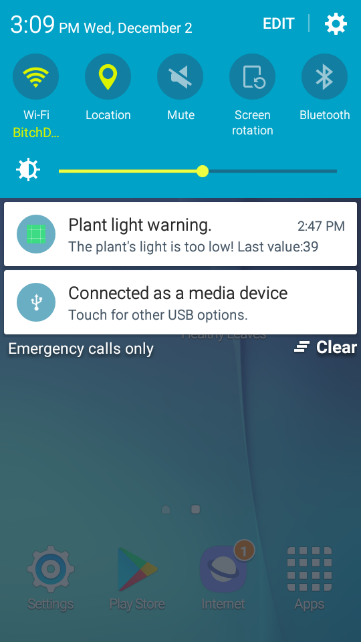 3:09 PM Wed, December 2 EDIT
Wi-Fi Location Mute Screen rotation Bluetooth
BitchD...
Plant light warning. 2:47 PM
The plant's light is too low! Last value:39
Connected as a media device
Touch for other USB options.
Healthy Leaves
Emergency calls only Clear
1
Settings Play Store Internet Apps